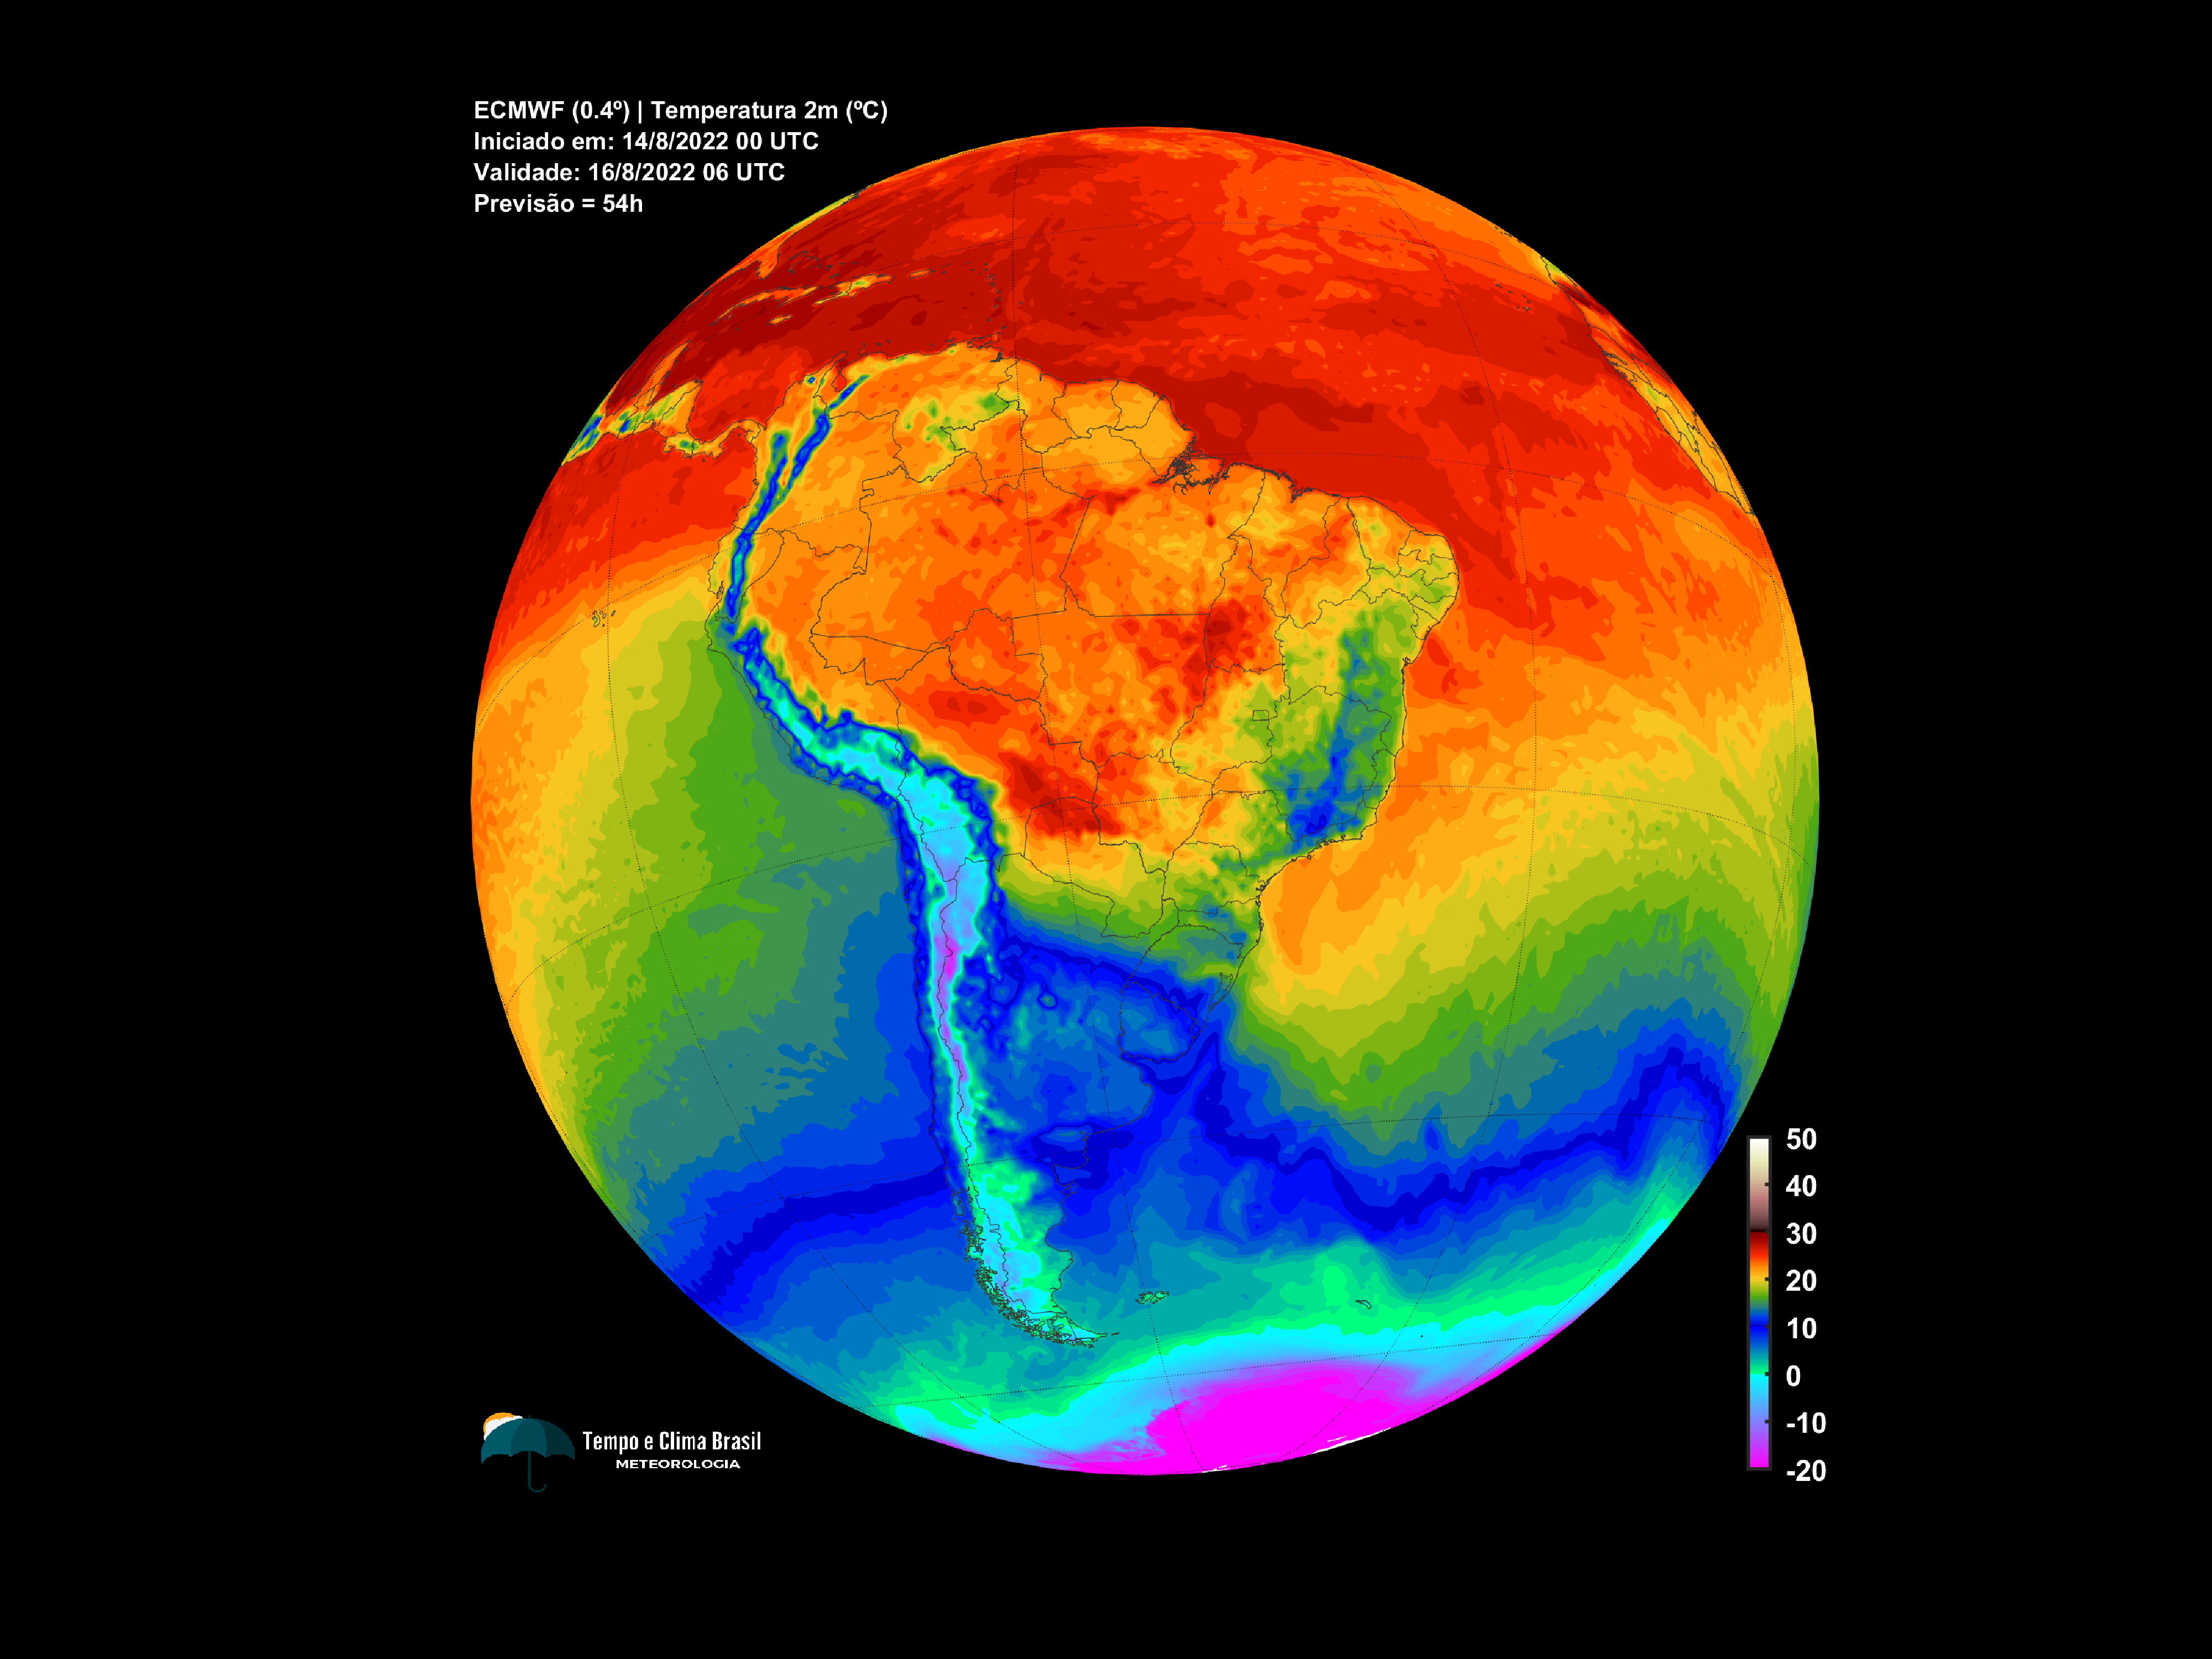 ECMWF (0.4º) | Temperatura 2m (ºC)
Iniciado em: 14/8/2022 00 UTC
Validade: 16/8/2022 06 UTC
Previsão = 54h
50
40
30
20
10
0
-10
-20
Tempo e Clima Brasil
METEOROLOGIA